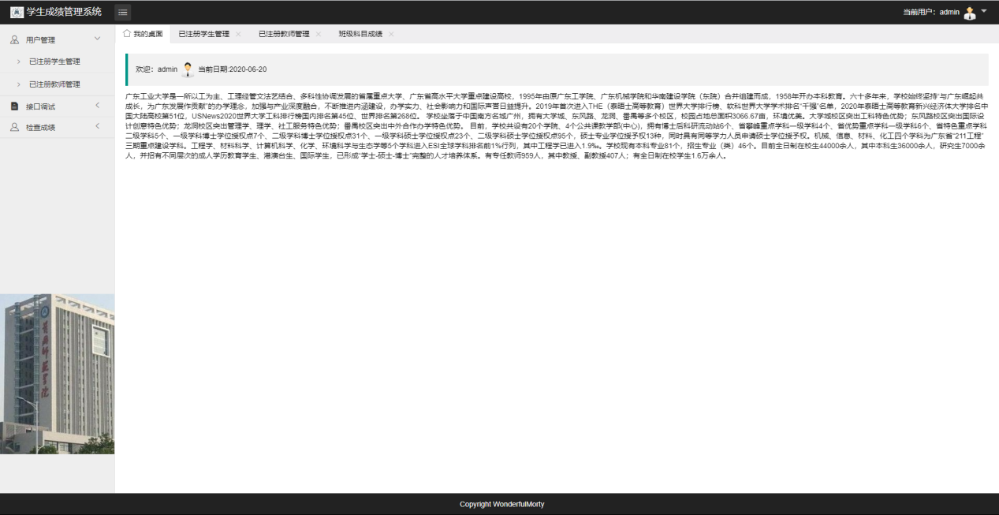 学生成绩管理系统
当前用户：admin
用户管理
已注册学生管理
已注册教师管理
接口调试
检查成绩
我的桌面 已注册学生管理 已注册教师管理 班级科目成绩
欢迎：admin 当前日期:2020-06-20
广东工业大学是一所以工为主、工理经管文法艺结合、多科性协调发展的省属重点大学、广东省高水平大学重点建设高校，1995年由原广东工学院、广东机械学院和华南建设学院（东院）合并组建而成，1958年开办本科教育。六十多年来，学校始终坚持“与广东崛起共
成长，为广东发展作贡献”的办学理念，加强与产业深度融合，不断推进内涵建设，办学实力、社会影响力和国际声誉日益提升。2019年首次进入THE（泰晤士高等教育）世界大学排行榜、软科世界大学学术排名“千强”名单，2020年泰晤士高等教育新兴经济体大学排名中
国大陆高校第51位，USNews2020世界大学工科排行榜国内排名第45位、世界排名第268位。 学校坐落于中国南方名城广州，拥有大学城、东风路、龙洞、番禺等多个校区，校园占地总面积3066.67亩，环境优美。大学城校区突出工科特色优势；东风路校区突出国际设
计创意特色优势；龙洞校区突出管理学、理学、社工服务特色优势；番禺校区突出中外合作办学特色优势。 目前，学校共设有20个学院、4个公共课教学部(中心)，拥有博士后科研流动站6个、省攀峰重点学科一级学科4个、省优势重点学科一级学科6个、省特色重点学科
二级学科5个、一级学科博士学位授权点7个、二级学科博士学位授权点31个、一级学科硕士学位授权点23个、二级学科硕士学位授权点95个，硕士专业学位授予权13种，同时具有同等学力人员申请硕士学位授予权。机械、信息、材料、化工四个学科为广东省“211工程”
三期重点建设学科。工程学、材料科学、计算机科学、化学、环境科学与生态学等5个学科进入ESI全球学科排名前1%行列，其中工程学已进入1.9‰。学校现有本科专业81个，招生专业（类）46个。目前全日制在校生44000余人，其中本科生36000余人，研究生7000余
人，并招有不同层次的成人学历教育学生、港澳台生、国际学生，已形成“学士-硕士-博士”完整的人才培养体系。有专任教师959人，其中教授、副教授407人；有全日制在校学生1.6万余人。
Copyright WonderfulMorty